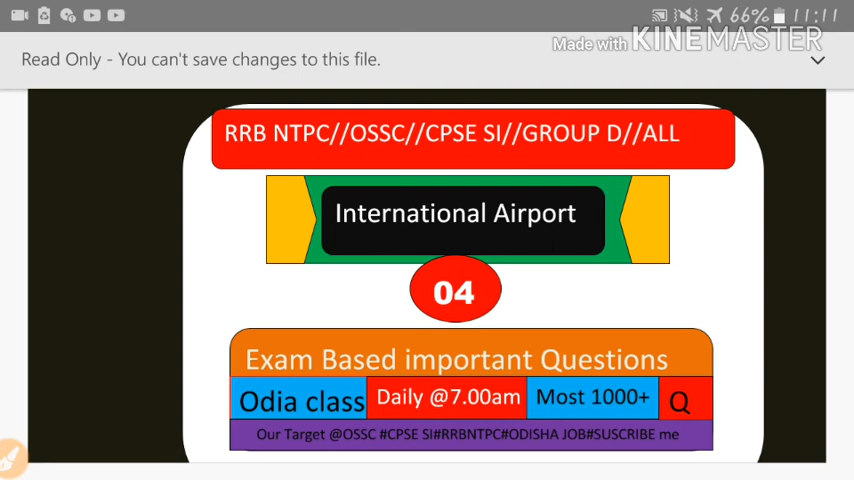 66% 11:11
Made with KINEMASTER
Read Only - You can't save changes to this file.
RRB NTPC//OSSC//CPSE SI//GROUP D//ALL
International Airport
04
Exam Based important Questions
Odia class Daily @7.00am Most 1000+ Q
Our Target @OSSC #CPSE SI#RRBNTPC#ODISHA JOB#SUSCRIBE me